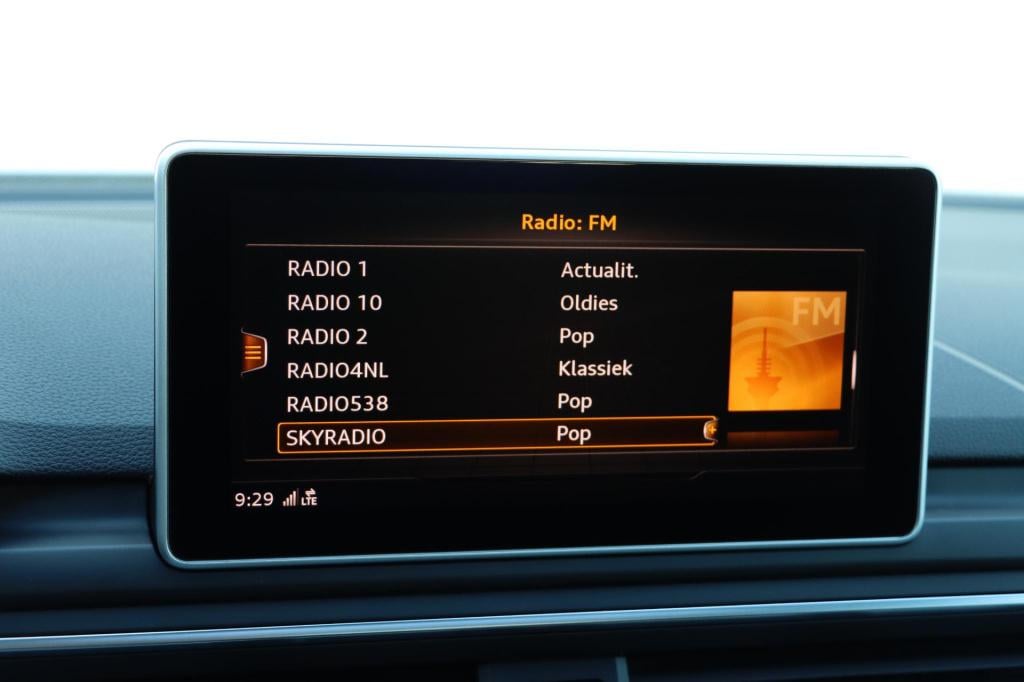 Radio: FM
RADIO 1 Actualit.
RADIO 10 Oldies
RADIO 2 Pop
RADIO4NL Klassiek
RADIO538 Pop
SKYRADIO Pop
FM
9:29 LTE